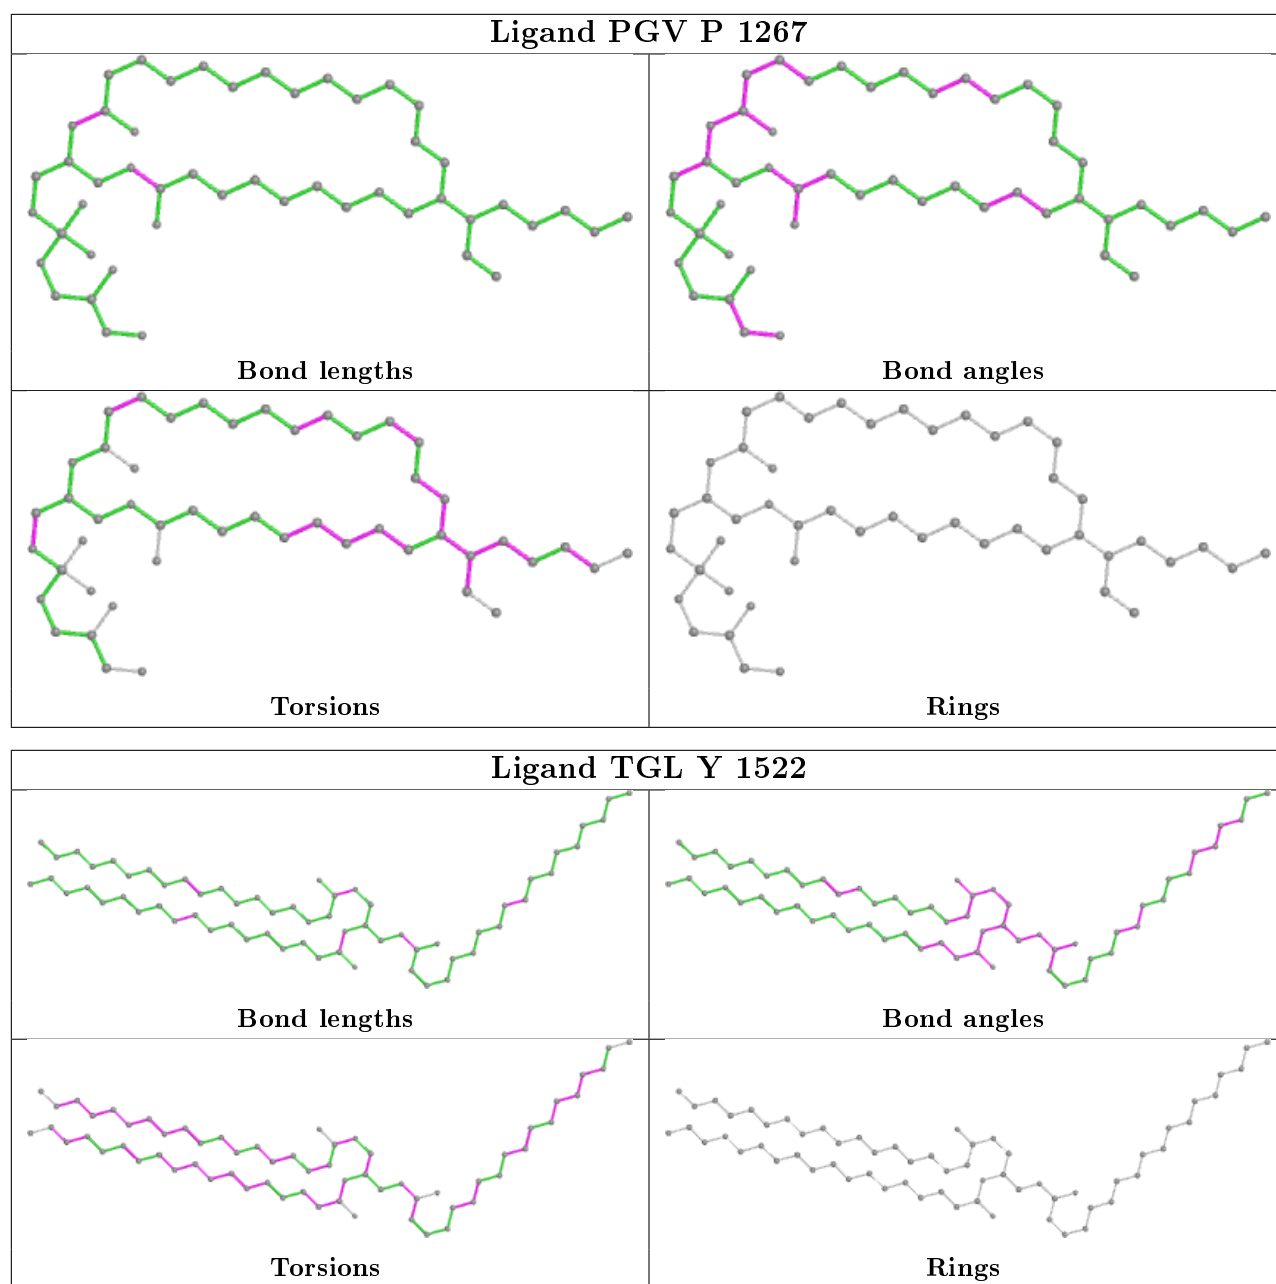 Ligand PGV P 1267
Bond lengths
Bond angles
Torsions
Rings
Ligand TGL Y 1522
Bond lengths
Bond angles
Torsions
Rings